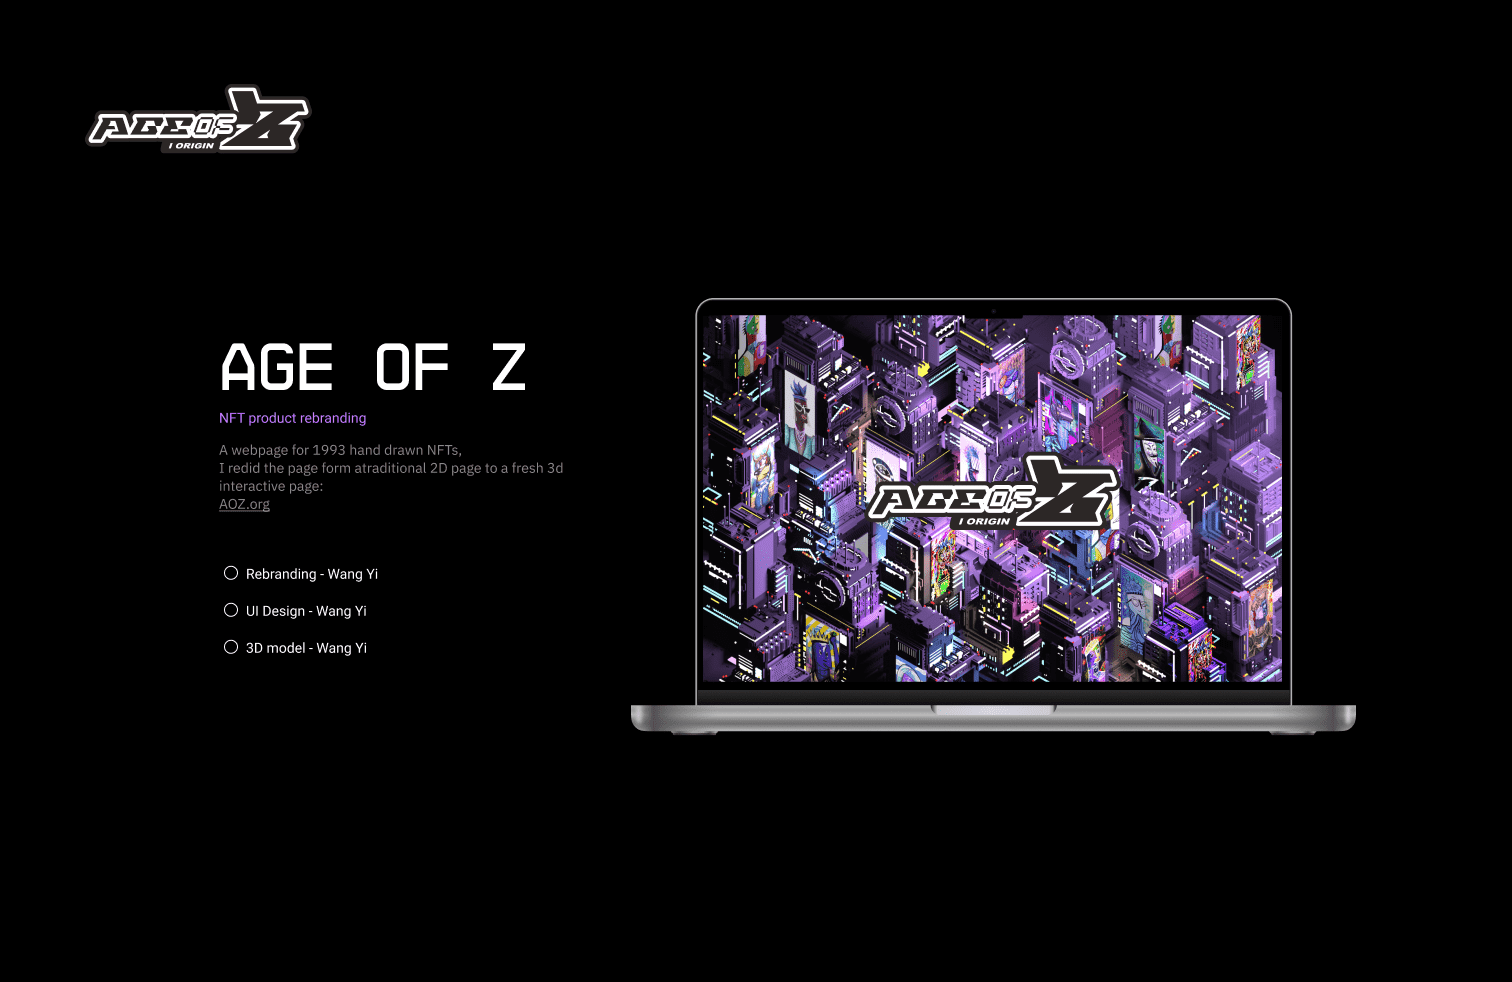 AGE OF Z
I ORIGIN
AGE OF Z
NFT product rebranding
A webpage for 1993 hand drawn NFTs,
I redid the page form atraditional 2D page to a fresh 3d
interactive page:
AOZ.org
Rebranding - Wang Yi
UI Design - Wang Yi
3D model - Wang Yi
AGE OF Z
I ORIGIN